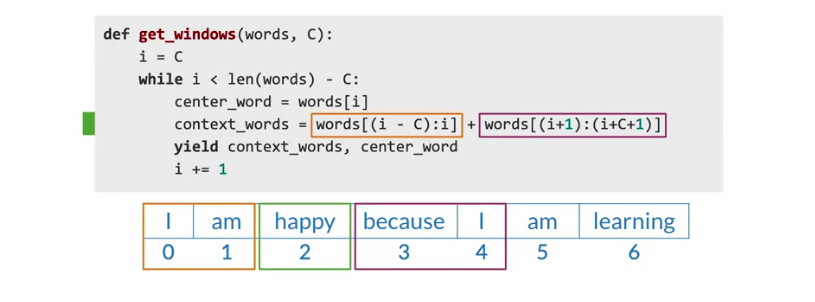 def get_windows(words, C):
    i = C
    while i < len(words) - C:
        center_word = words[i]
        context_words = words[(i - C):i] + words[(i+1):(i+C+1)]
        yield context_words, center_word
        i += 1
I am happy because I am learning
0 1 2 3 4 5 6